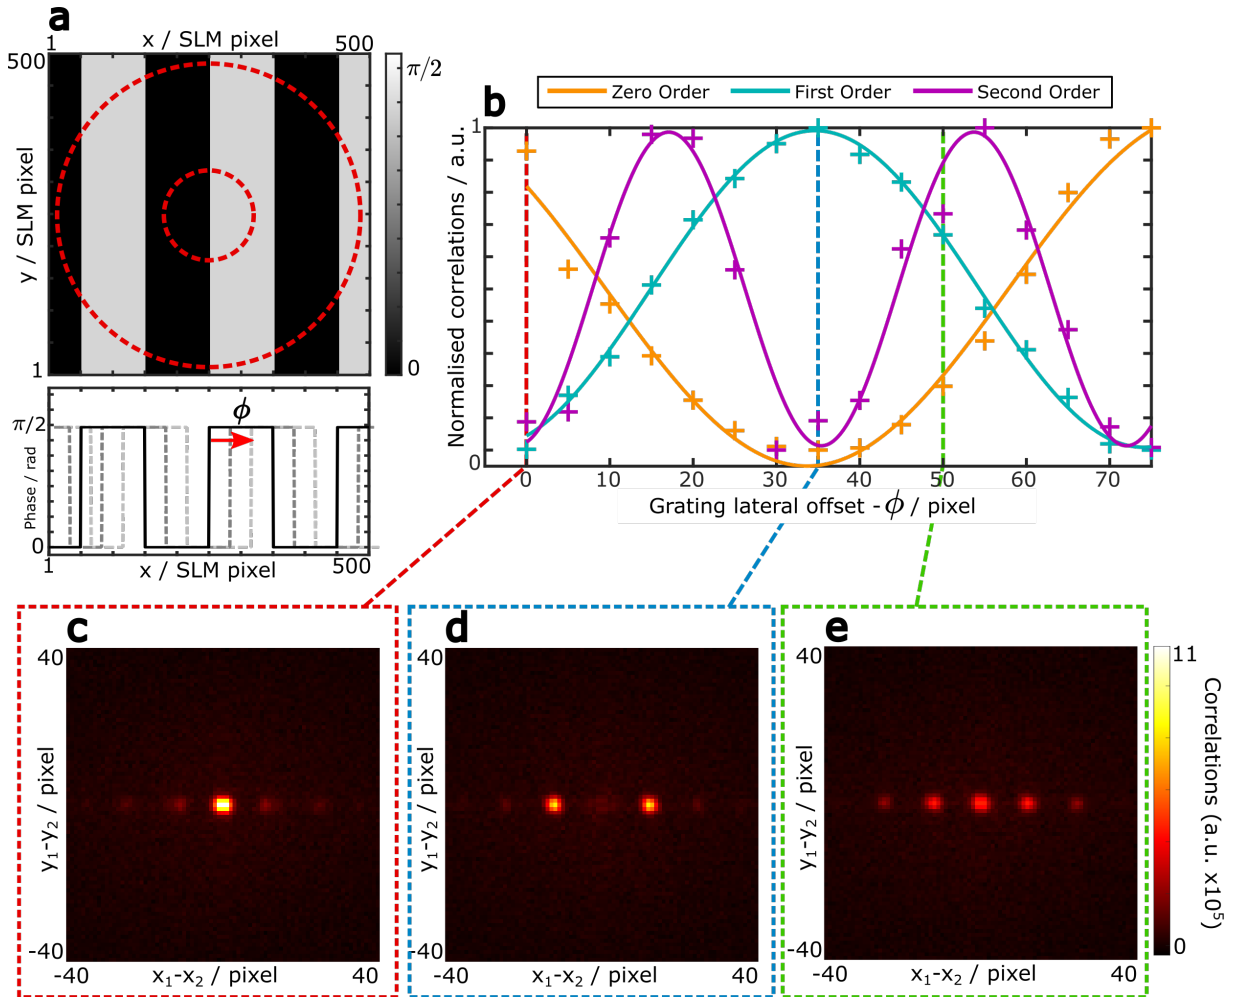 a
1
x / SLM pixel
500
500
π/2
y / SLM pixel
1
0
ϕ
π/2
Phase / rad
0
1
x / SLM pixel
500
b
Zero Order
First Order
Second Order
1
Normalised correlations / a.u.
0
0
10
20
30
40
50
60
70
Grating lateral offset - ϕ / pixel
c
40
y₁-y₂ / pixel
-40
-40
x₁-x₂ / pixel
40
d
40
y₁-y₂ / pixel
-40
-40
x₁-x₂ / pixel
40
e
40
y₁-y₂ / pixel
-40
-40
x₁-x₂ / pixel
40
11
Correlations (a.u. x10⁵)
0